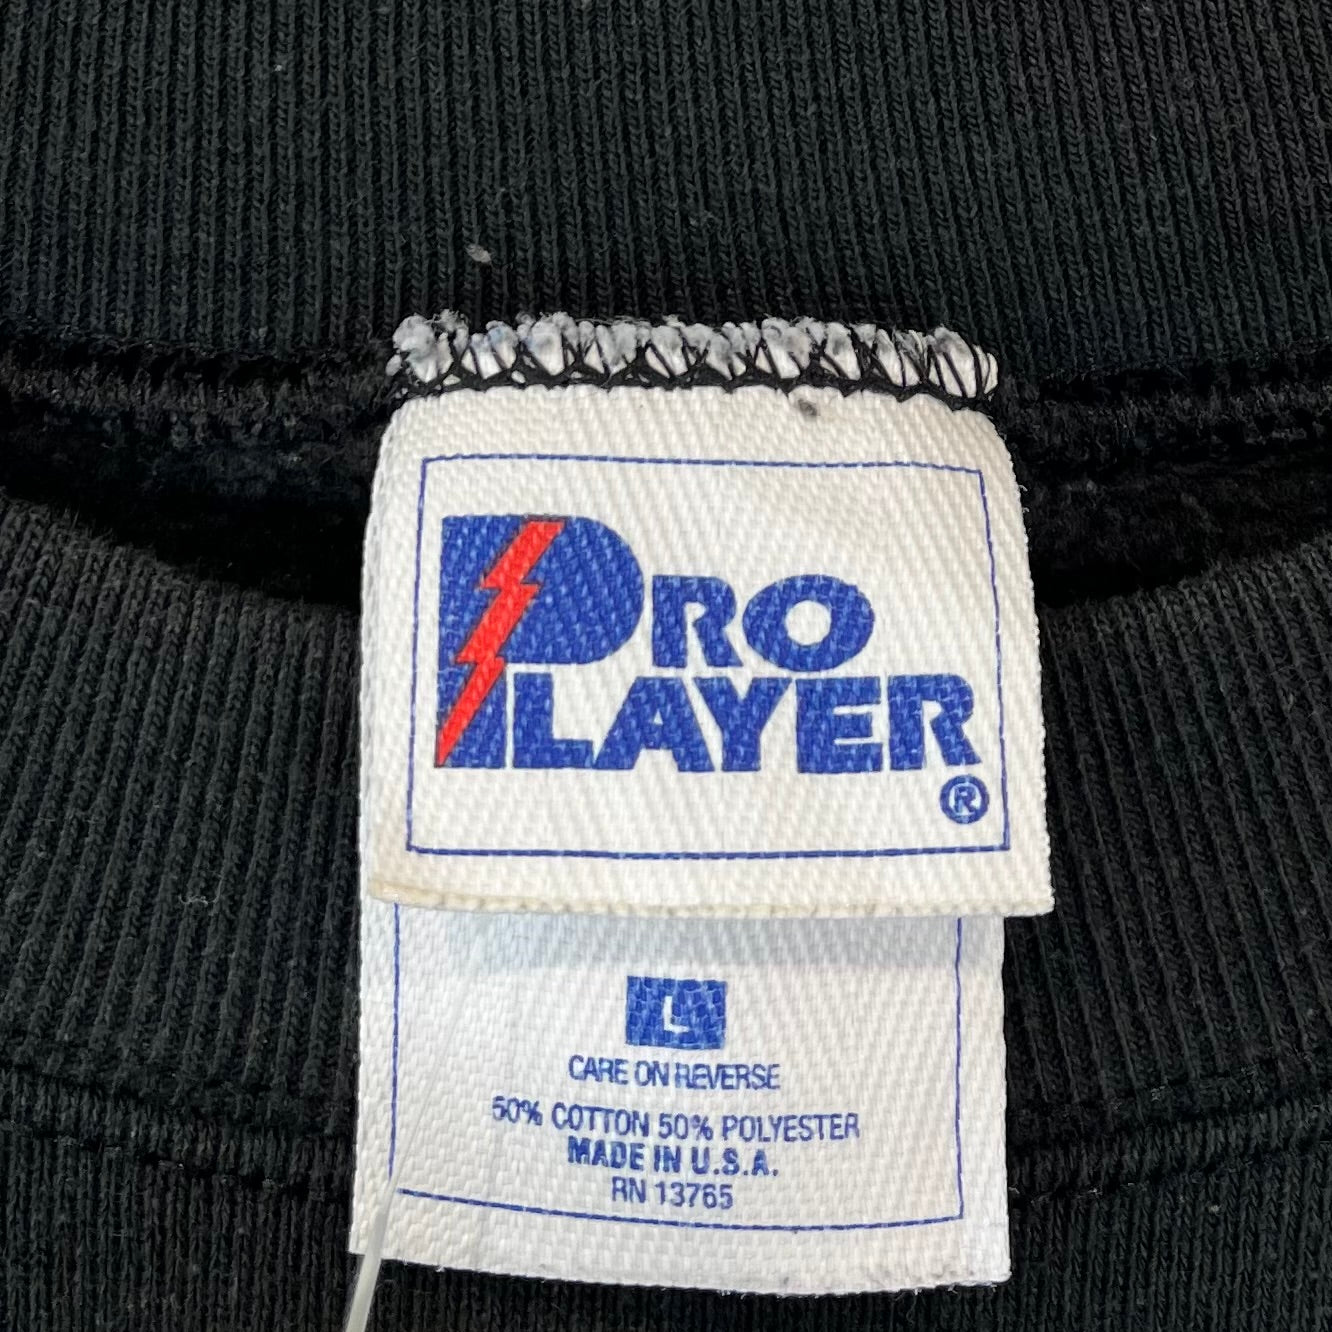 PRO
PLAYER
®
L
CARE ON REVERSE
50% COTTON 50% POLYESTER
MADE IN U.S.A.
RN 13765